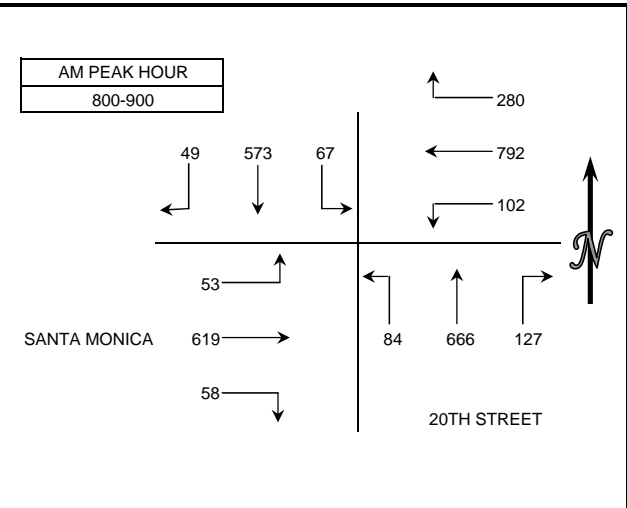 AM PEAK HOUR
800-900
280
49 573 67 792
102
53
SANTA MONICA 619 84 666 127
58
20TH STREET
N